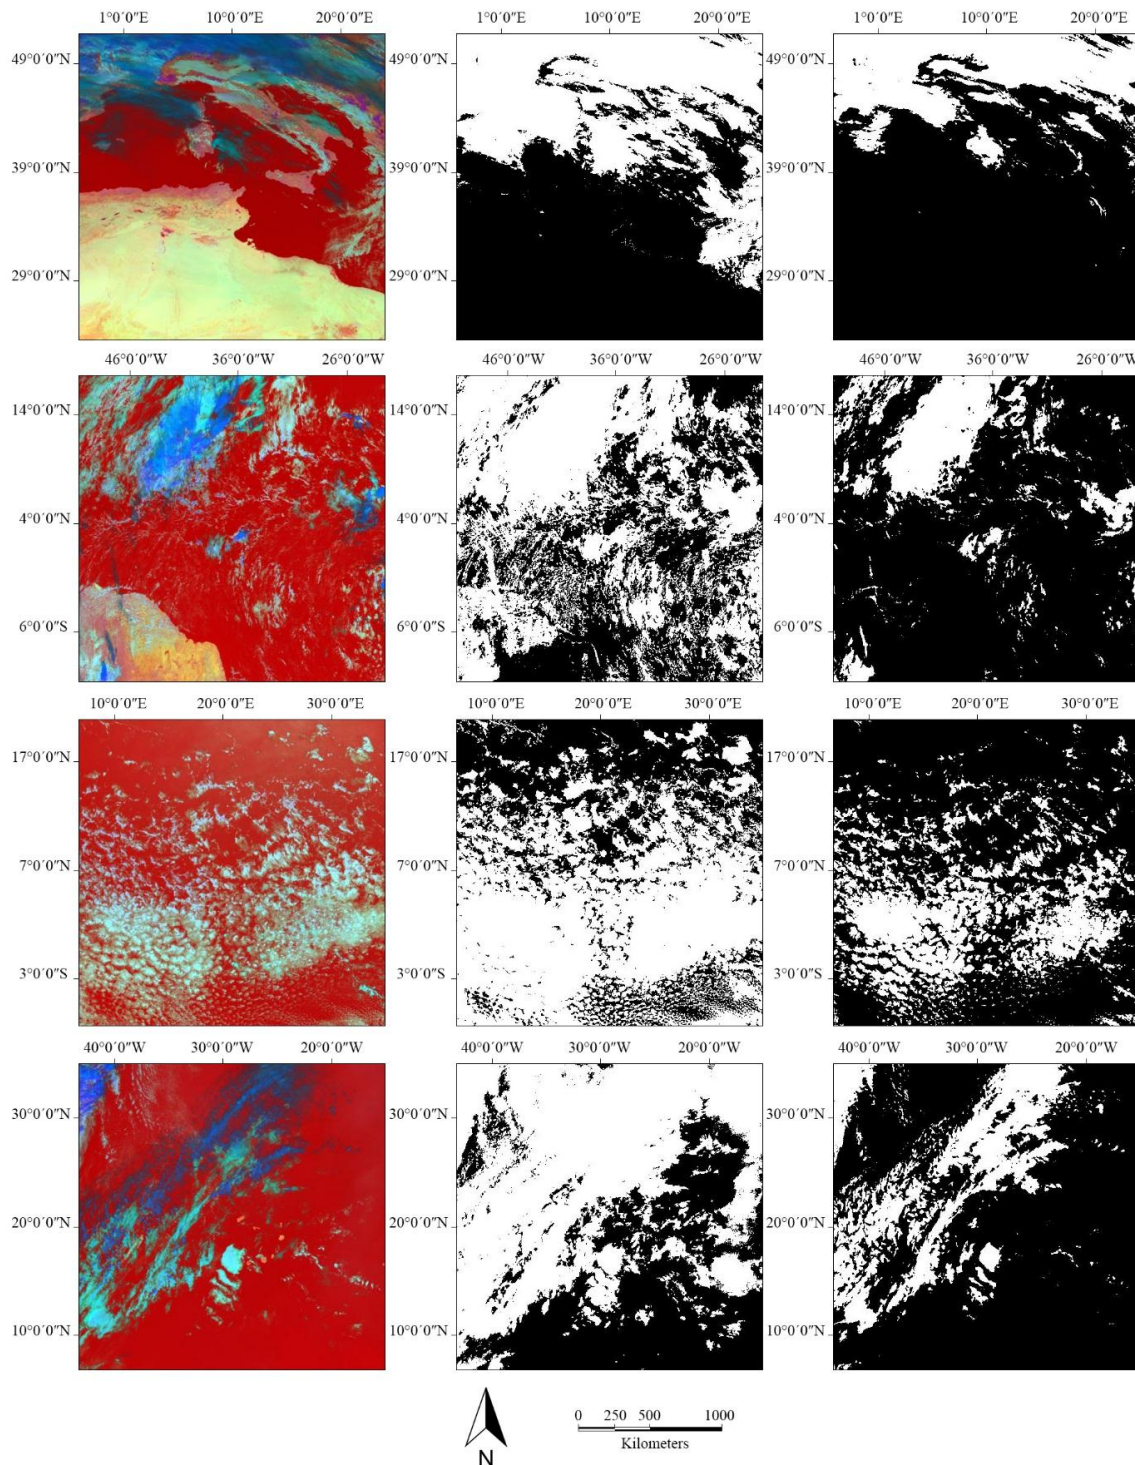 1°0′0″E 10°0′0″E 20°0′0″E 1°0′0″E 10°0′0″E 20°0′0″E 1°0′0″E 10°0′0″E 20°0′0″E
49°0′0″N 49°0′0″N 49°0′0″N
39°0′0″N 39°0′0″N 39°0′0″N
29°0′0″N 29°0′0″N 29°0′0″N
46°0′0″W 36°0′0″W 26°0′0″W 46°0′0″W 36°0′0″W 26°0′0″W 46°0′0″W 36°0′0″W 26°0′0″W
14°0′0″N 14°0′0″N 14°0′0″N
4°0′0″N 4°0′0″N 4°0′0″N
6°0′0″S 6°0′0″S 6°0′0″S
10°0′0″E 20°0′0″E 30°0′0″E 10°0′0″E 20°0′0″E 30°0′0″E 10°0′0″E 20°0′0″E 30°0′0″E
17°0′0″N 17°0′0″N 17°0′0″N
7°0′0″N 7°0′0″N 7°0′0″N
3°0′0″S 3°0′0″S 3°0′0″S
40°0′0″W 30°0′0″W 20°0′0″W 40°0′0″W 30°0′0″W 20°0′0″W 40°0′0″W 30°0′0″W 20°0′0″W
30°0′0″N 30°0′0″N 30°0′0″N
20°0′0″N 20°0′0″N 20°0′0″N
10°0′0″N 10°0′0″N 10°0′0″N
0 250 500 1000
Kilometers
N